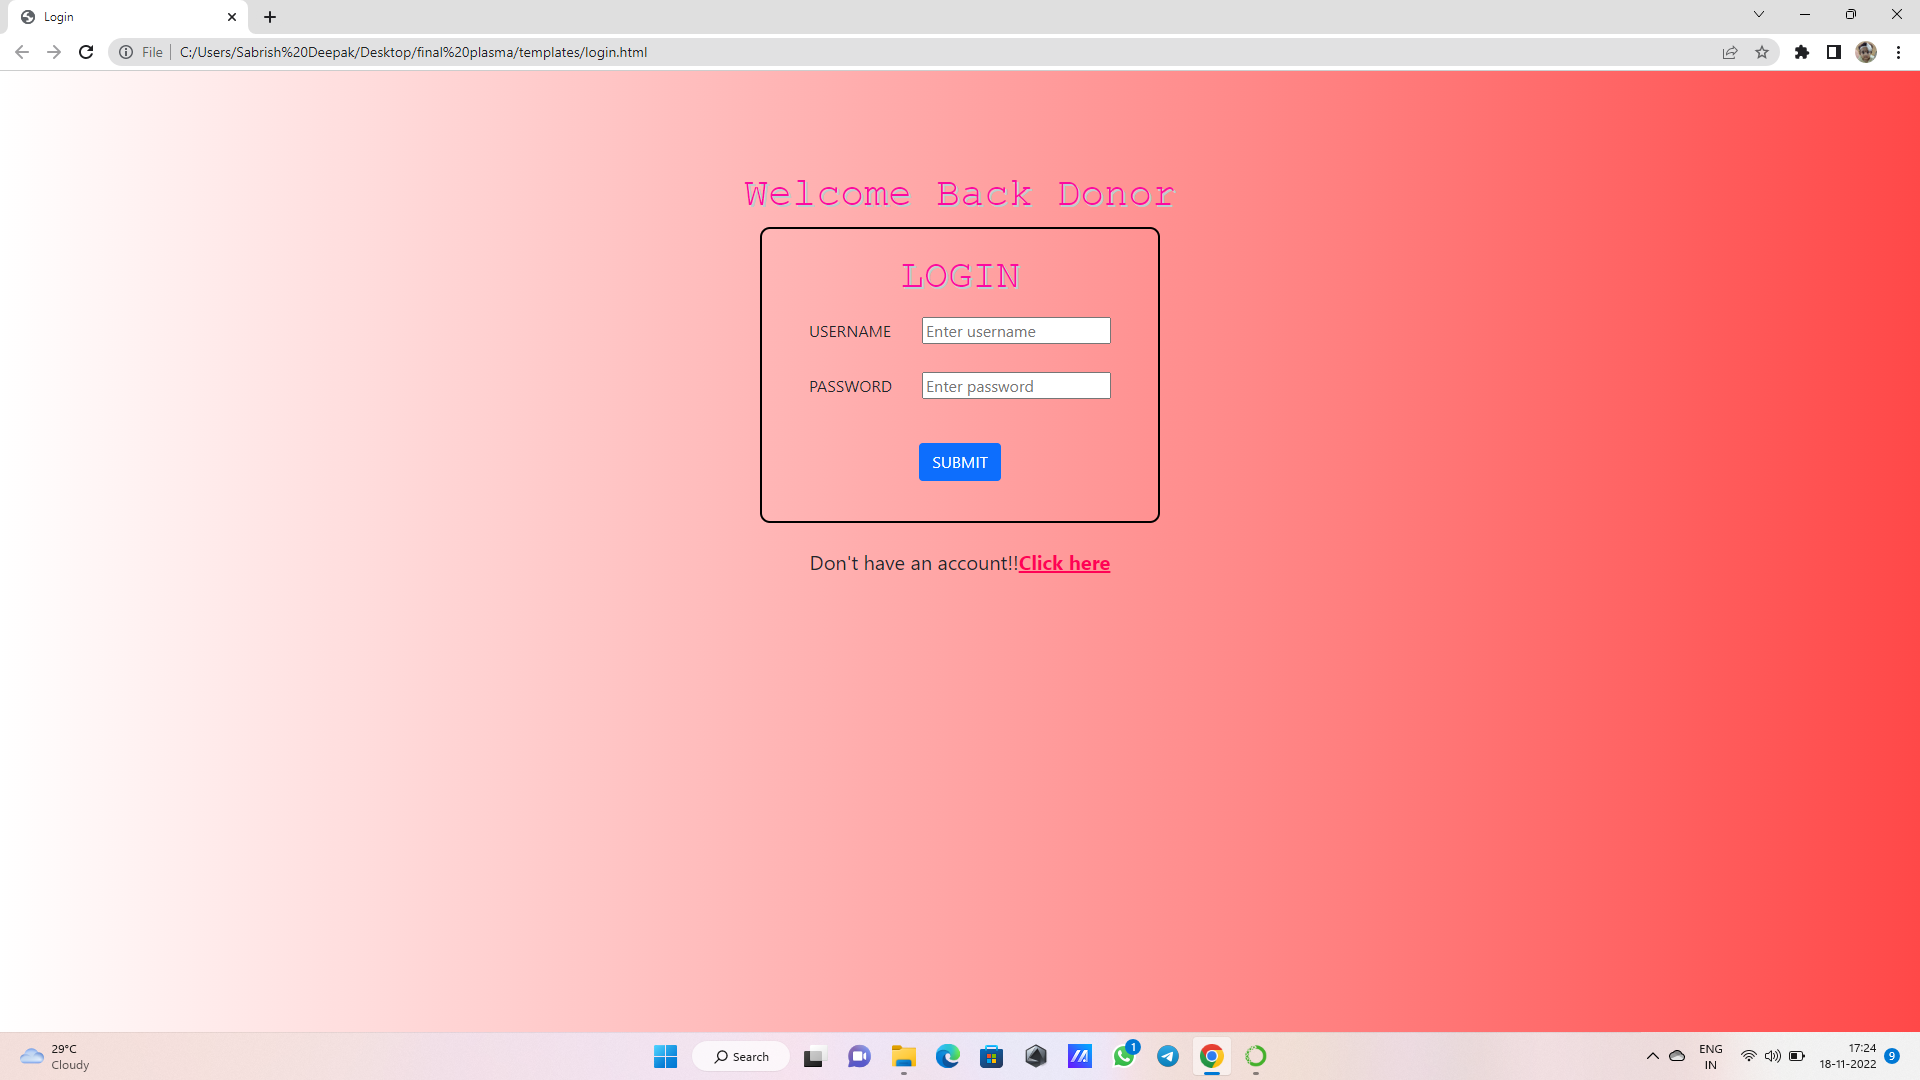 Login
File
C:/Users/Sabrish%20Deepak/Desktop/final%20plasma/templates/login.html
Welcome Back Donor
LOGIN
USERNAME Enter username
PASSWORD Enter password
SUBMIT
Don't have an account!!Click here
29°C
Cloudy
Search
1
ENG
IN
17:24
18-11-2022
9